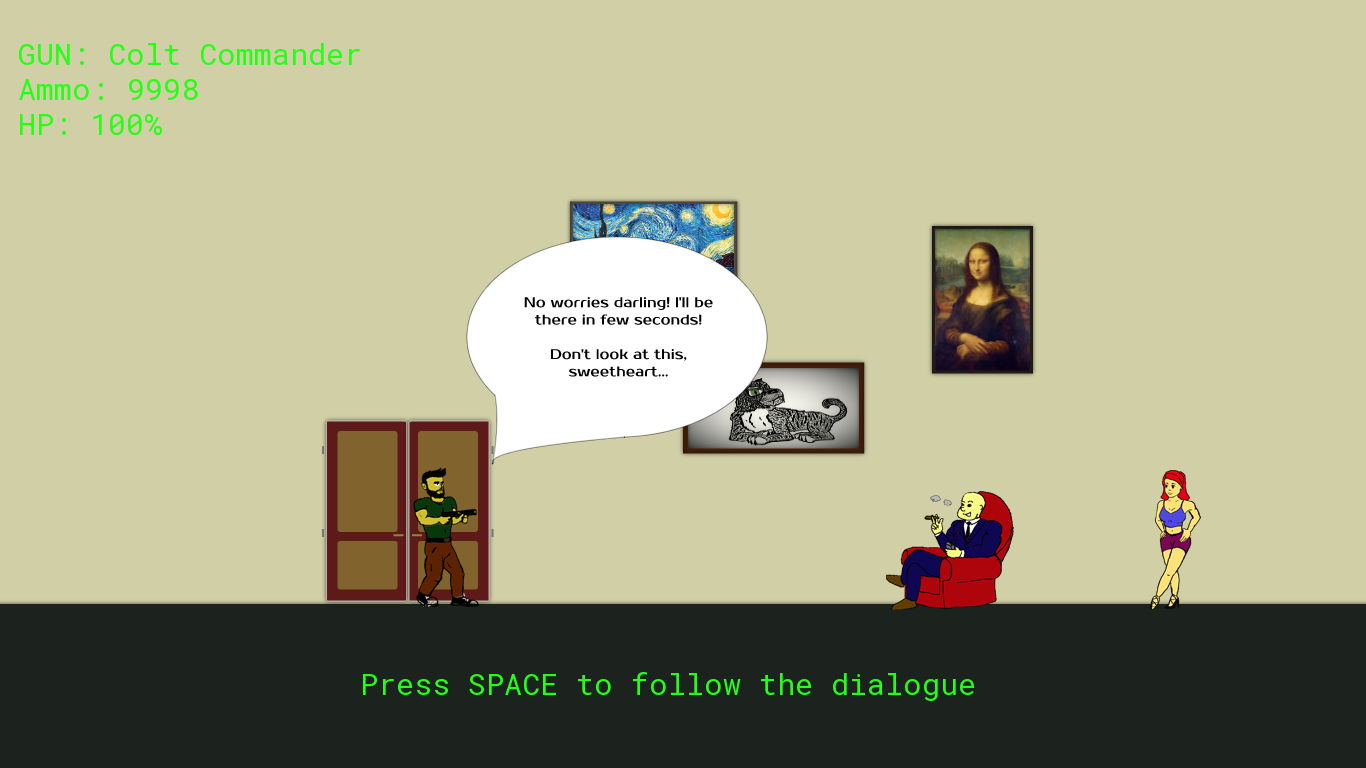 GUN: Colt Commander
Ammo: 9998
HP: 100%
No worries darling! I'll be
there in few seconds!
Don't look at this,
sweetheart...
Press SPACE to follow the dialogue